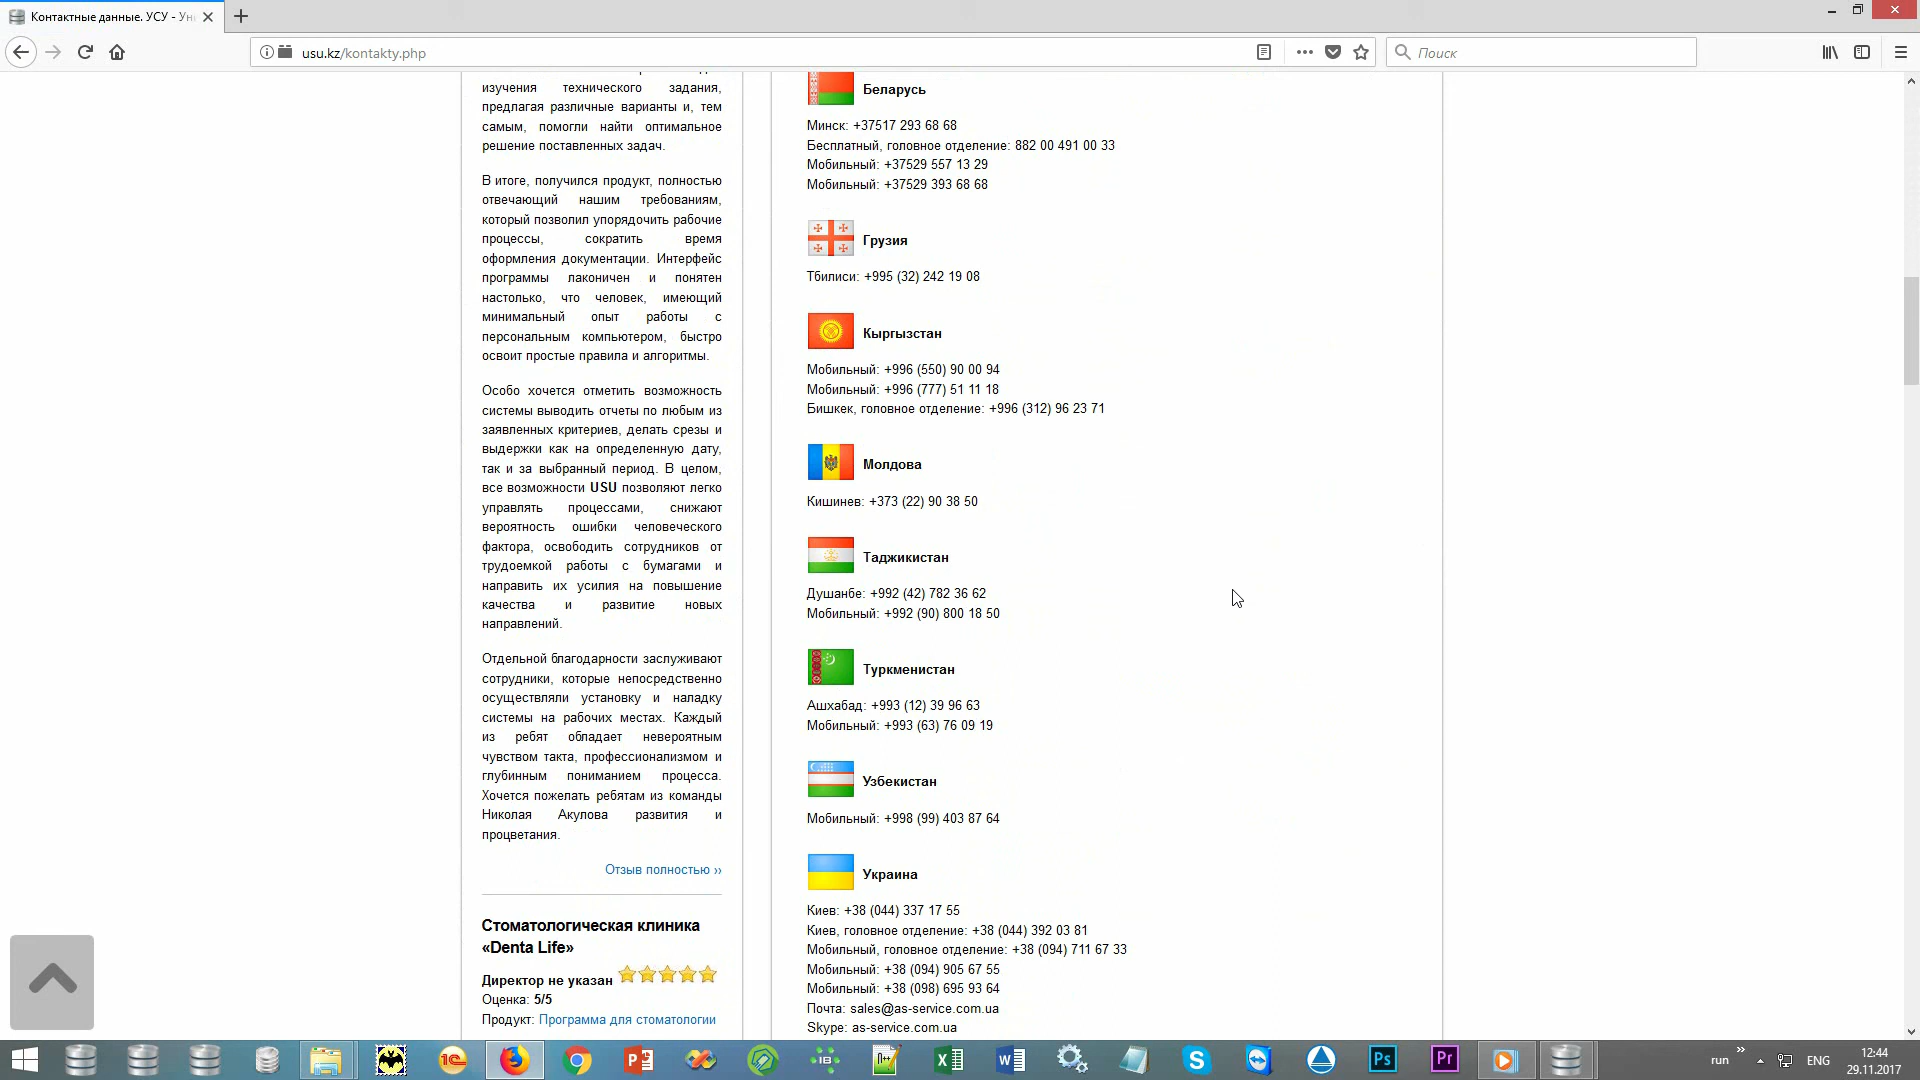 Контактные данные. УСУ - Ун
usu.kz/kontakty.php
Поиск
изучения технического задания,
предлагая различные варианты и, тем
самым, помогли найти оптимальное
решение поставленных задач.
В итоге, получился продукт, полностью
отвечающий нашим требованиям,
который позволил упорядочить рабочие
процессы, сократить время
оформления документации. Интерфейс
программы лаконичен и понятен
настолько, что человек, имеющий
минимальный опыт работы с
персональным компьютером, быстро
освоит простые правила и алгоритмы.
Особо хочется отметить возможность
системы выводить отчеты по любым из
заявленных критериев, делать срезы и
выдержки как на определенную дату,
так и за выбранный период. В целом,
все возможности USU позволяют легко
управлять процессами, снижают
вероятность ошибки человеческого
фактора, освободить сотрудников от
трудоемкой работы с бумагами и
направить их усилия на повышение
качества и развитие новых
направлений.
Отдельной благодарности заслуживают
сотрудники, которые непосредственно
осуществляли установку и наладку
системы на рабочих местах. Каждый
из ребят обладает невероятным
чувством такта, профессионализмом и
глубинным пониманием процесса.
Хочется пожелать ребятам из команды
Николая Акулова развития и
процветания.
Отзыв полностью ››
Стоматологическая клиника
«Denta Life»
Директор не указан
Оценка: 5/5
Продукт: Программа для стоматологии
Беларусь
Минск: +37517 293 68 68
Бесплатный, головное отделение: 882 00 491 00 33
Мобильный: +37529 557 13 29
Мобильный: +37529 393 68 68
Грузия
Тбилиси: +995 (32) 242 19 08
Кыргызстан
Мобильный: +996 (550) 90 00 94
Мобильный: +996 (777) 51 11 18
Бишкек, головное отделение: +996 (312) 96 23 71
Молдова
Кишинев: +373 (22) 90 38 50
Таджикистан
Душанбе: +992 (42) 782 36 62
Мобильный: +992 (90) 800 18 50
Туркменистан
Ашхабад: +993 (12) 39 96 63
Мобильный: +993 (63) 76 09 19
Узбекистан
Мобильный: +998 (99) 403 87 64
Украина
Киев: +38 (044) 337 17 55
Киев, головное отделение: +38 (044) 392 03 81
Мобильный, головное отделение: +38 (094) 711 67 33
Мобильный: +38 (094) 905 67 55
Мобильный: +38 (098) 695 93 64
Почта: sales@as-service.com.ua
Skype: as-service.com.ua
run
ENG
12:44
29.11.2017